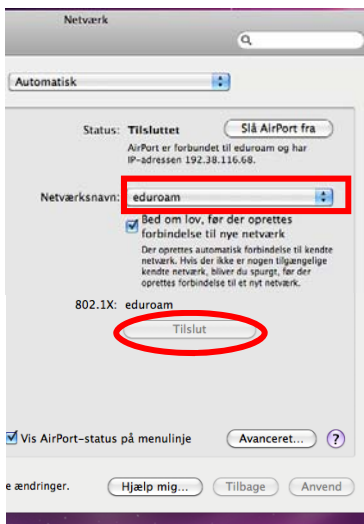 Netværk
Automatisk
Status: Tilsluttet
Slå AirPort fra
AirPort er forbundet til eduroam og har
IP-adressen 192.38.116.68.
Netværksnavn: eduroam
Bed om lov, før der oprettes
forbindelse til nye netværk
Der oprettes automatisk forbindelse til kendte
netværk. Hvis der ikke er nogen tilgængelige
kendte netværk, bliver du spurgt, før der
oprettes forbindelse til et nyt netværk.
802.1X: eduroam
Tilslut
Vis AirPort-status på menulinje
Avanceret... ?
e ændringer.
Hjælp mig... Tilbage Anvend